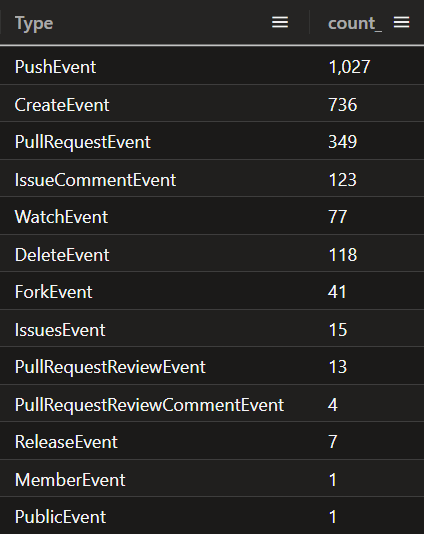 Type count_
PushEvent 1,027
CreateEvent 736
PullRequestEvent 349
IssueCommentEvent 123
WatchEvent 77
DeleteEvent 118
ForkEvent 41
IssuesEvent 15
PullRequestReviewEvent 13
PullRequestReviewCommentEvent 4
ReleaseEvent 7
MemberEvent 1
PublicEvent 1